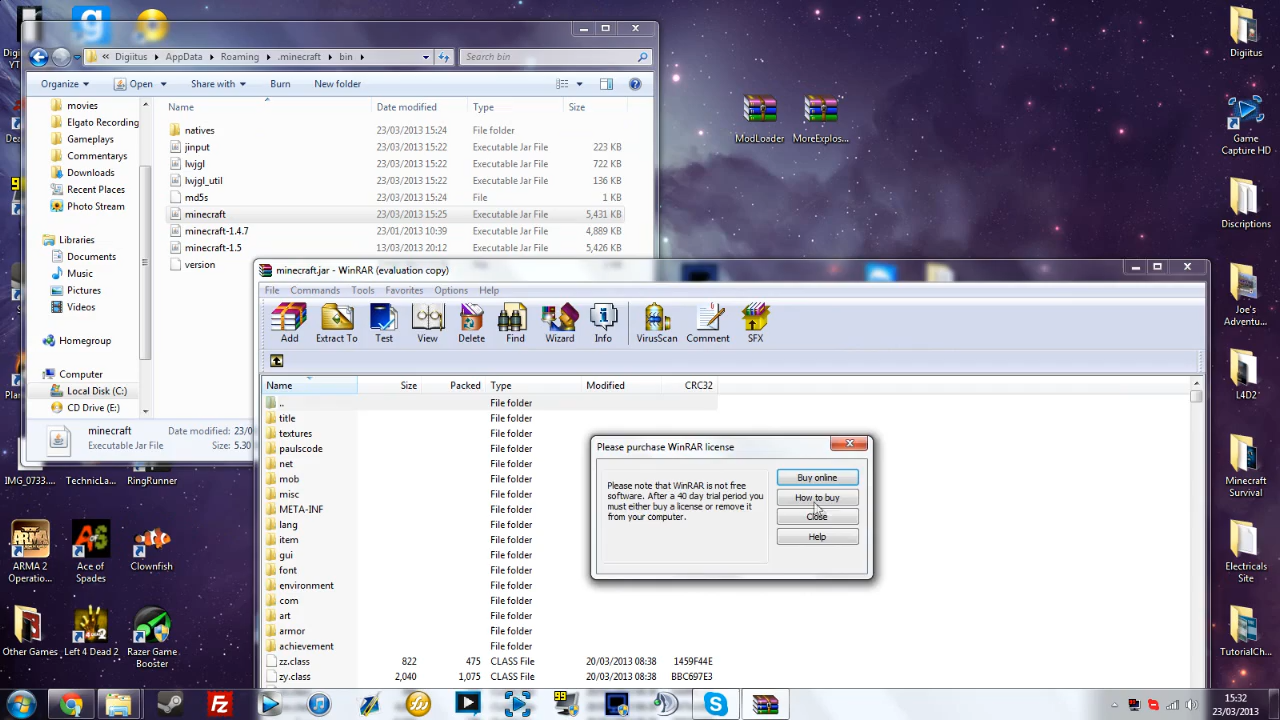 Digiitus
AppData
Roaming
.minecraft
bin
Search bin
Organize
Open
Share with
Burn
New folder
movies
Elgato Recording
Gameplays
Commentarys
Downloads
Recent Places
Photo Stream
Libraries
Documents
Music
Pictures
Videos
Homegroup
Computer
Local Disk (C:)
CD Drive (E:)
Name Date modified Type Size
natives 23/03/2013 15:24 File folder
jinput 23/03/2013 15:22 Executable Jar File 223 KB
lwjgl 23/03/2013 15:22 Executable Jar File 722 KB
lwjgl_util 23/03/2013 15:22 Executable Jar File 136 KB
md5s 23/03/2013 15:24 File 1 KB
minecraft 23/03/2013 15:25 Executable Jar File 5,431 KB
minecraft-1.4.7 23/01/2013 10:39 Executable Jar File 4,889 KB
minecraft-1.5 13/03/2013 20:12 Executable Jar File 5,426 KB
version 23/03/2013 15:22 File 1 KB
minecraft Date modified: 23/0
Executable Jar File Size: 5.30
minecraft.jar - WinRAR (evaluation copy)
File Commands Tools Favorites Options Help
Add Extract To Test View Delete Find Wizard Info VirusScan Comment SFX
Name Size Packed Type Modified CRC32
.. File folder
title File folder
textures File folder
paulscode File folder
net File folder
mob File folder
misc File folder
META-INF File folder
lang File folder
item File folder
gui File folder
font File folder
environment File folder
com File folder
art File folder
armor File folder
achievement File folder
zz.class 822 475 CLASS File 20/03/2013 08:38 1459F44E
zy.class 2,040 1,075 CLASS File 20/03/2013 08:38 BBC697E3
Please purchase WinRAR license
Please note that WinRAR is not free
software. After a 40 day trial period you
must either buy a license or remove it
from your computer.
Buy online
How to buy
Close
Help
ModLoader
MoreExplos...
Digiitus
Game
Capture HD
Discriptions
Joe's
Adventu...
L4D2
Minecraft
Survival
Electricals
Site
TutorialCh...
IMG_0733....
TechnicLa...
RingRunner
ARMA 2
Operatio...
Ace of
Spades
Clownfish
Other Games
Left 4 Dead 2
Razer Game
Booster
15:32
23/03/2013